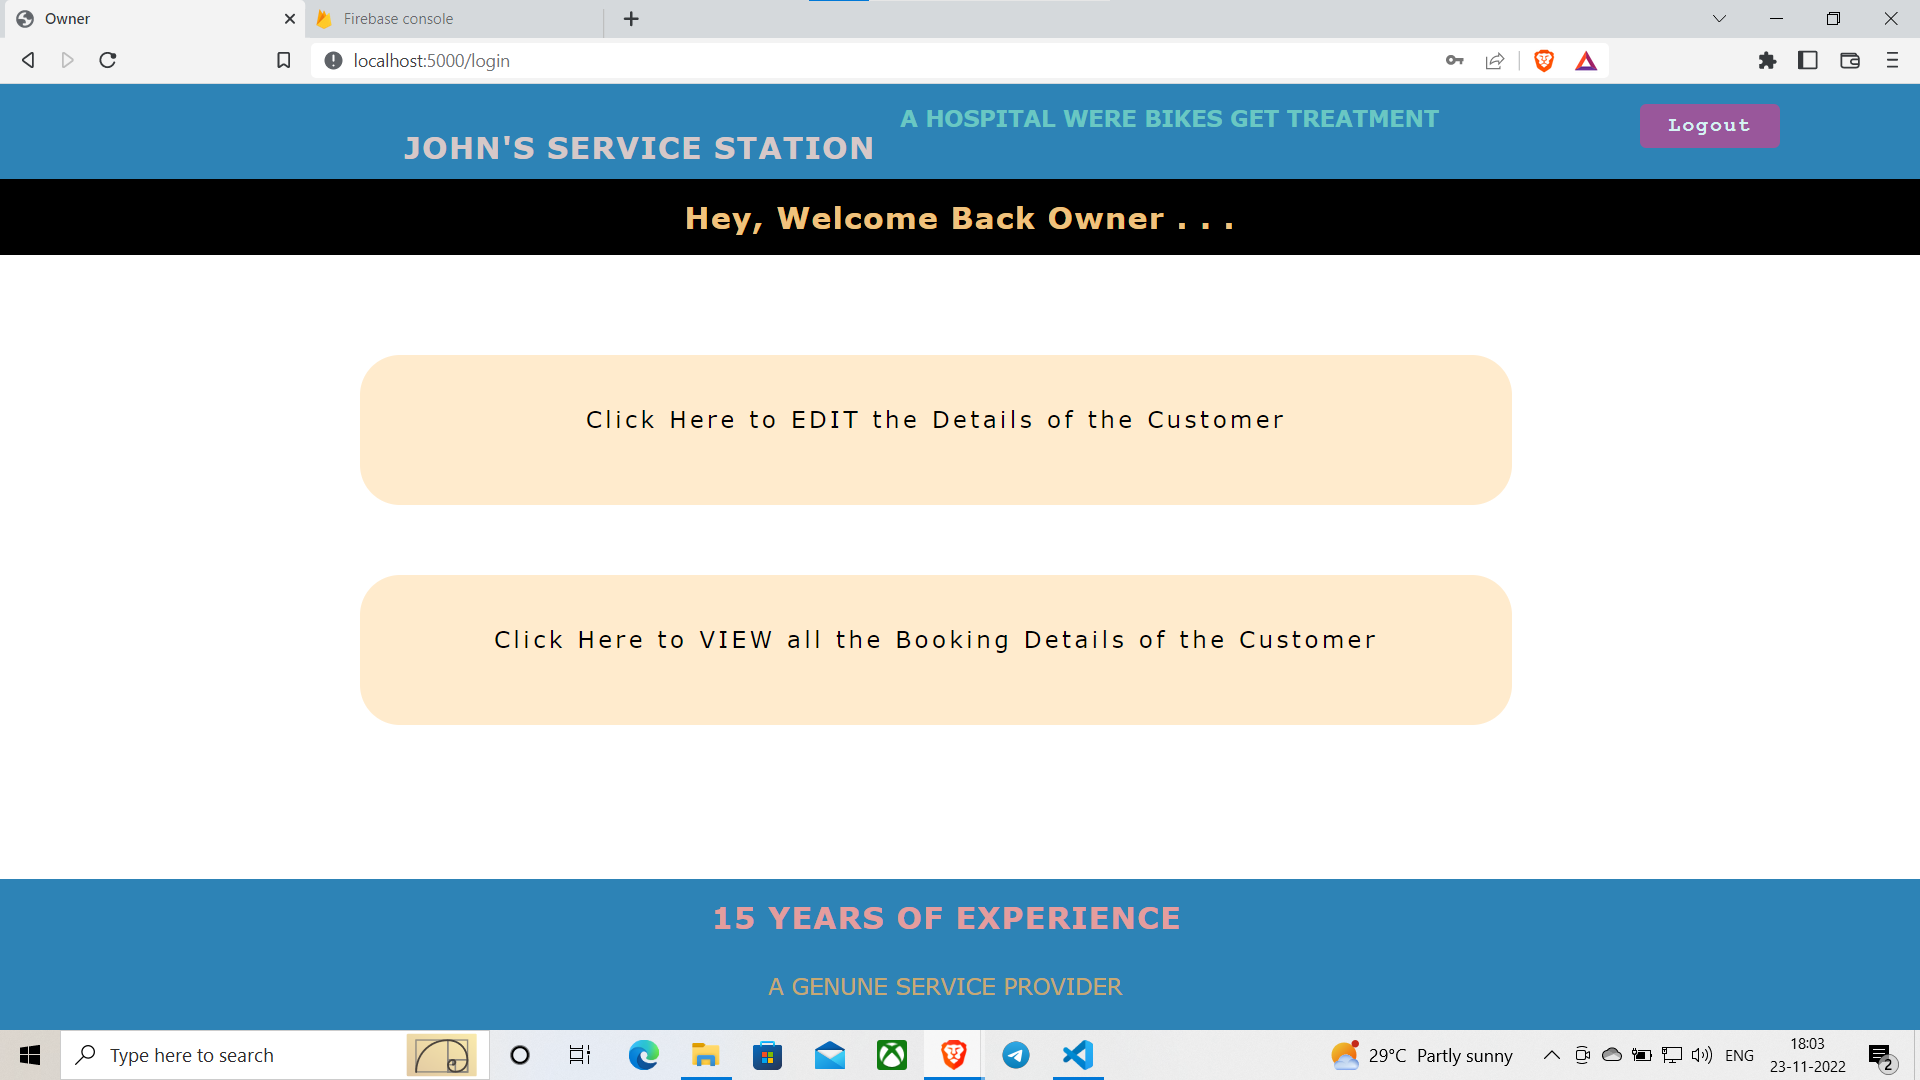 Owner
Firebase console
localhost:5000/login
A HOSPITAL WERE BIKES GET TREATMENT
JOHN'S SERVICE STATION
Logout
Hey, Welcome Back Owner . . .
Click Here to EDIT the Details of the Customer
Click Here to VIEW all the Booking Details of the Customer
15 YEARS OF EXPERIENCE
A GENUNE SERVICE PROVIDER
Type here to search
29°C Partly sunny
ENG
18:03
23-11-2022
2